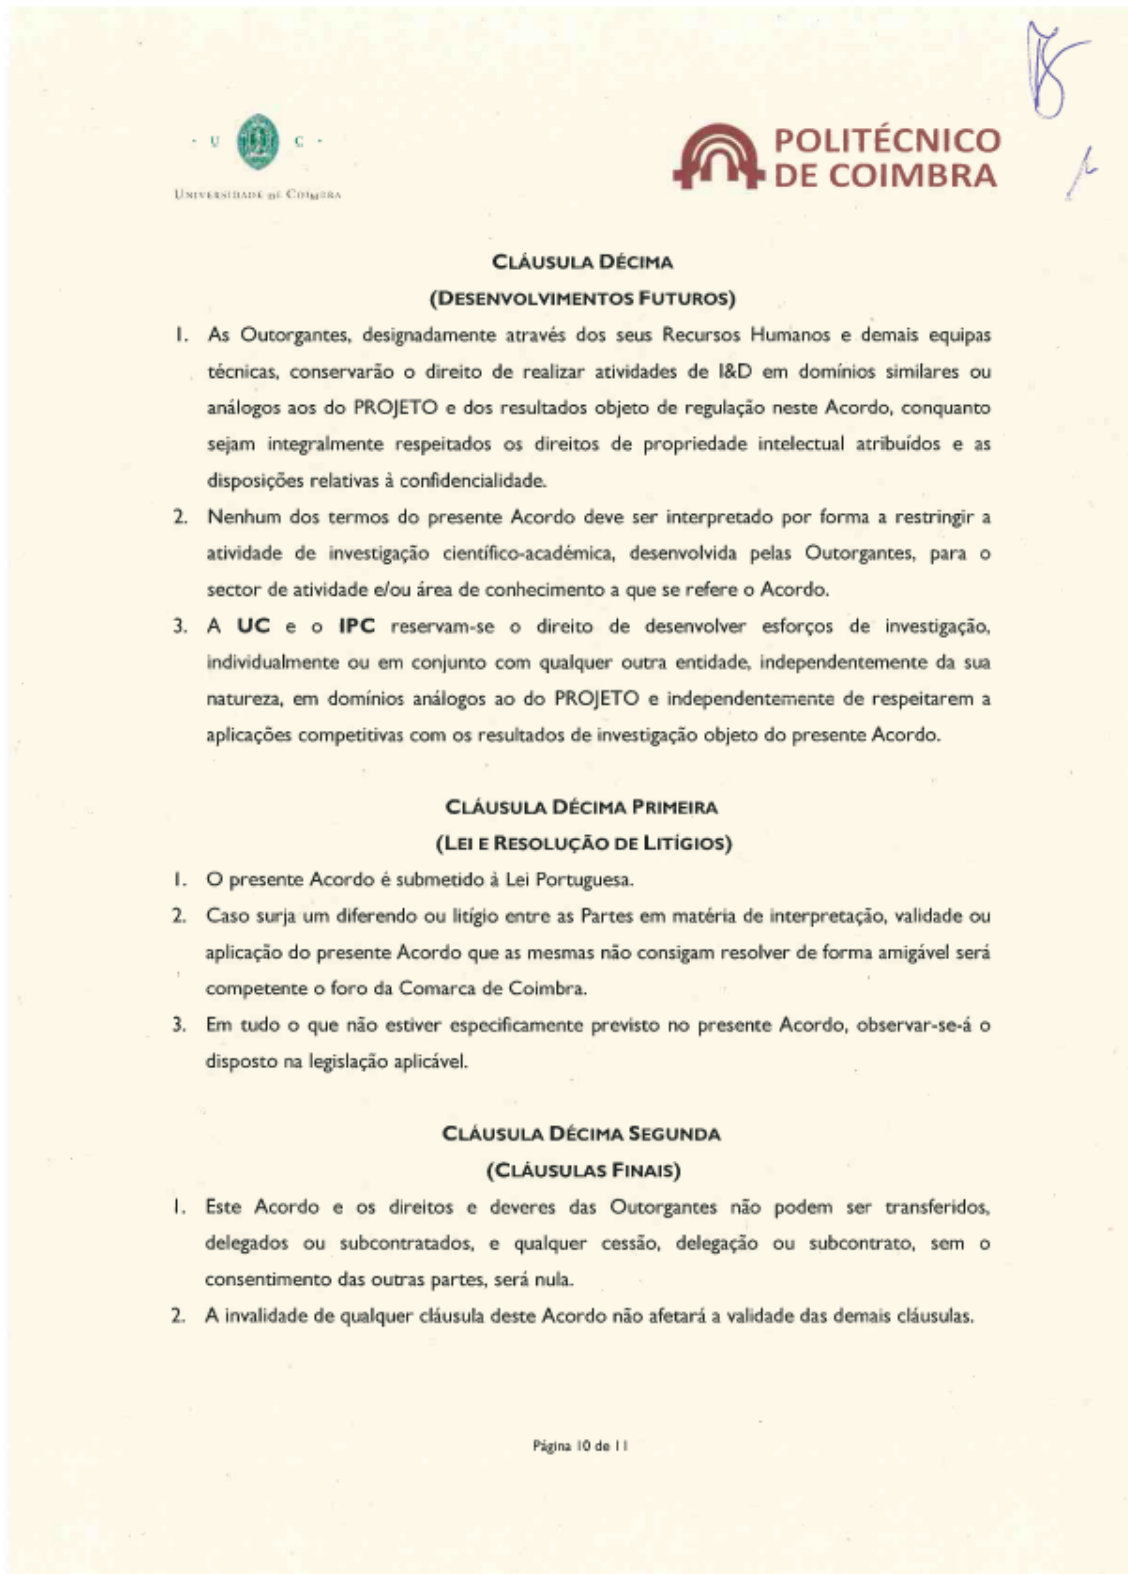 · U C ·
UNIVERSIDADE DE COIMBRA
POLITÉCNICO
DE COIMBRA
CLÁUSULA DÉCIMA
(DESENVOLVIMENTOS FUTUROS)
1. As Outorgantes, designadamente através dos seus Recursos Humanos e demais equipas
técnicas, conservarão o direito de realizar atividades de I&D em domínios similares ou
análogos aos do PROJETO e dos resultados objeto de regulação neste Acordo, conquanto
sejam integralmente respeitados os direitos de propriedade intelectual atribuídos e as
disposições relativas à confidencialidade.
2. Nenhum dos termos do presente Acordo deve ser interpretado por forma a restringir a
atividade de investigação científico-académica, desenvolvida pelas Outorgantes, para o
sector de atividade e/ou área de conhecimento a que se refere o Acordo.
3. A UC e o IPC reservam-se o direito de desenvolver esforços de investigação,
individualmente ou em conjunto com qualquer outra entidade, independentemente da sua
natureza, em domínios análogos ao do PROJETO e independentemente de respeitarem a
aplicações competitivas com os resultados de investigação objeto do presente Acordo.
CLÁUSULA DÉCIMA PRIMEIRA
(LEI E RESOLUÇÃO DE LITÍGIOS)
1. O presente Acordo é submetido à Lei Portuguesa.
2. Caso surja um diferendo ou litígio entre as Partes em matéria de interpretação, validade ou
aplicação do presente Acordo que as mesmas não consigam resolver de forma amigável será
competente o foro da Comarca de Coimbra.
3. Em tudo o que não estiver especificamente previsto no presente Acordo, observar-se-á o
disposto na legislação aplicável.
CLÁUSULA DÉCIMA SEGUNDA
(CLÁUSULAS FINAIS)
1. Este Acordo e os direitos e deveres das Outorgantes não podem ser transferidos,
delegados ou subcontratados, e qualquer cessão, delegação ou subcontrato, sem o
consentimento das outras partes, será nula.
2. A invalidade de qualquer cláusula deste Acordo não afetará a validade das demais cláusulas.
Página 10 de 11